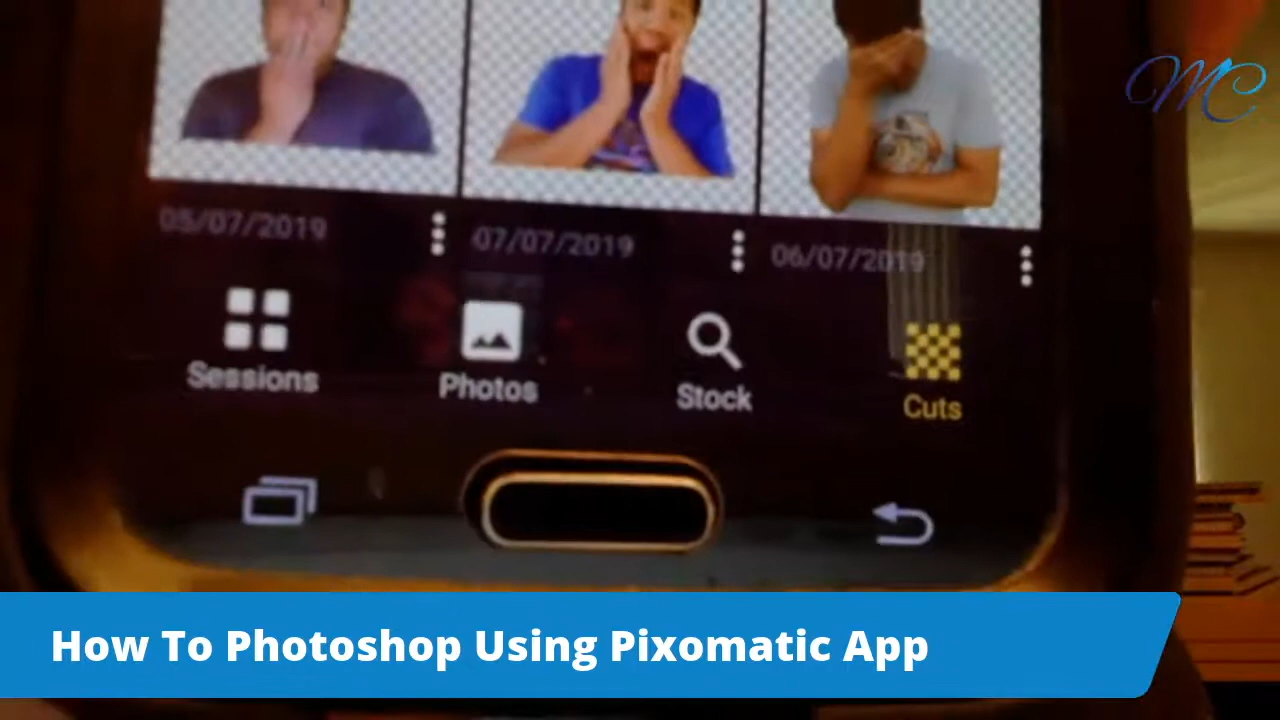 MC
05/07/2019
07/07/2019
06/07/2019
Sessions
Photos
Stock
Cuts
How To Photoshop Using Pixomatic App